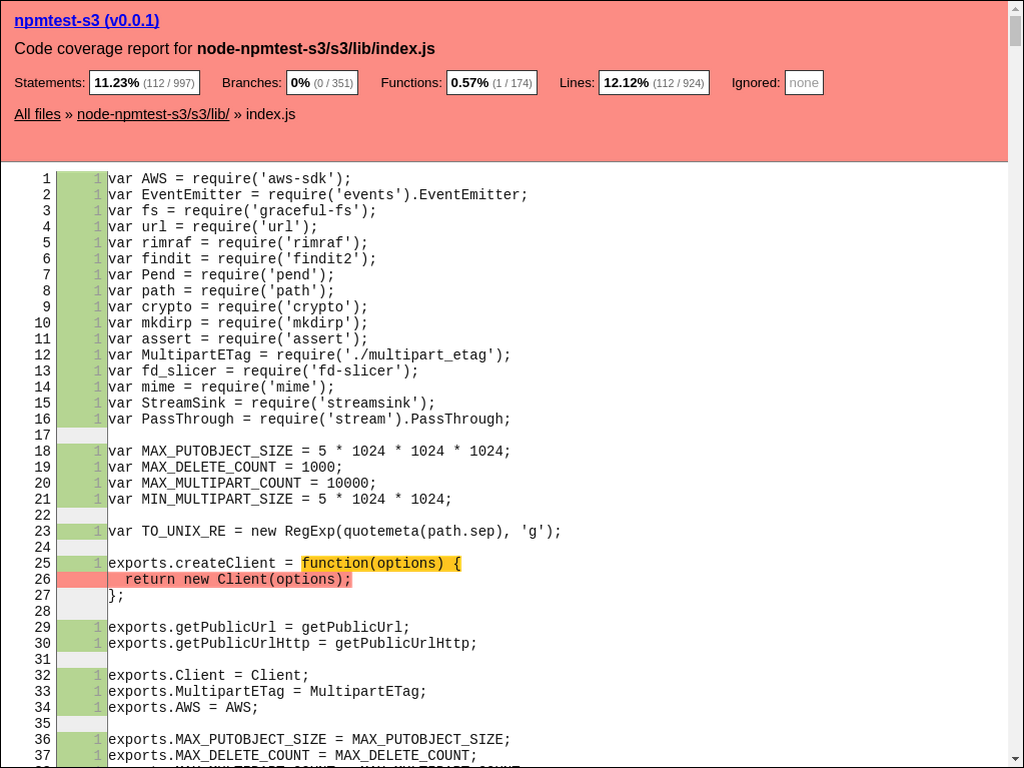 npmtest-s3 (v0.0.1)
Code coverage report for node-npmtest-s3/s3/lib/index.js
Statements: 11.23% (112 / 997) Branches: 0% (0 / 351) Functions: 0.57% (1 / 174) Lines: 12.12% (112 / 924) Ignored: none
All files » node-npmtest-s3/s3/lib/ » index.js
1 1 var AWS = require('aws-sdk');
2 1 var EventEmitter = require('events').EventEmitter;
3 1 var fs = require('graceful-fs');
4 1 var url = require('url');
5 1 var rimraf = require('rimraf');
6 1 var findit = require('findit2');
7 1 var Pend = require('pend');
8 1 var path = require('path');
9 1 var crypto = require('crypto');
10 1 var mkdirp = require('mkdirp');
11 1 var assert = require('assert');
12 1 var MultipartETag = require('./multipart_etag');
13 1 var fd_slicer = require('fd-slicer');
14 1 var mime = require('mime');
15 1 var StreamSink = require('streamsink');
16 1 var PassThrough = require('stream').PassThrough;
17
18 1 var MAX_PUTOBJECT_SIZE = 5 * 1024 * 1024 * 1024;
19 1 var MAX_DELETE_COUNT = 1000;
20 1 var MAX_MULTIPART_COUNT = 10000;
21 1 var MIN_MULTIPART_SIZE = 5 * 1024 * 1024;
22
23 1 var TO_UNIX_RE = new RegExp(quotemeta(path.sep), 'g');
24
25 1 exports.createClient = function(options) {
26   return new Client(options);
27 };
28
29 1 exports.getPublicUrl = getPublicUrl;
30 1 exports.getPublicUrlHttp = getPublicUrlHttp;
31
32 1 exports.Client = Client;
33 1 exports.MultipartETag = MultipartETag;
34 1 exports.AWS = AWS;
35
36 1 exports.MAX_PUTOBJECT_SIZE = MAX_PUTOBJECT_SIZE;
37 1 exports.MAX_DELETE_COUNT = MAX_DELETE_COUNT;